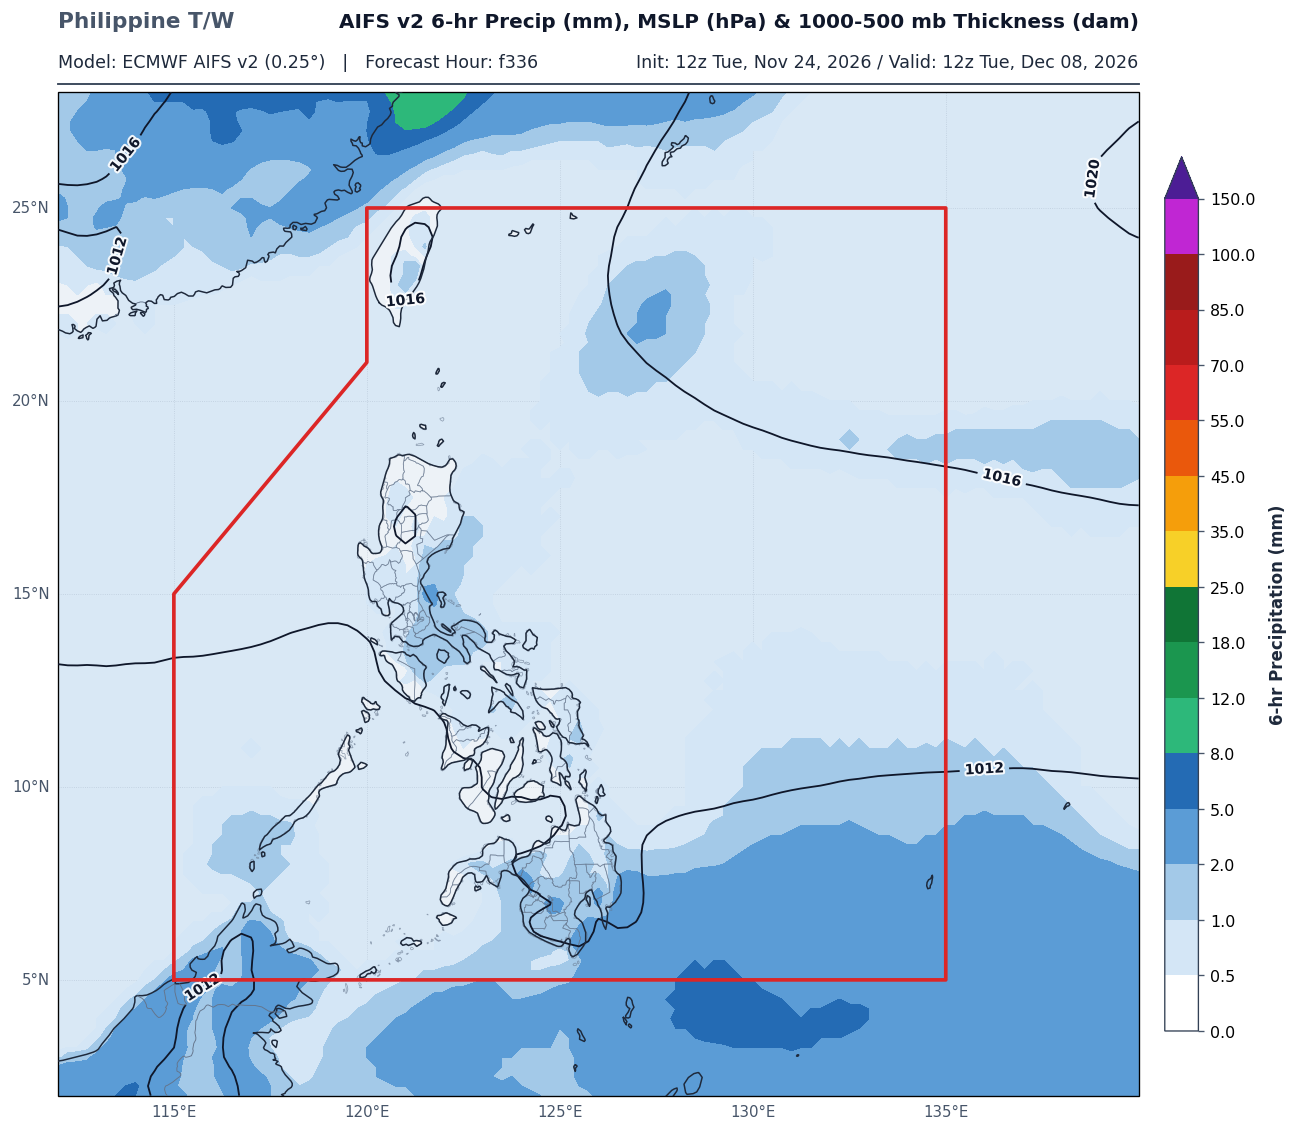 Philippine T/W
AIFS v2 6-hr Precip (mm), MSLP (hPa) & 1000-500 mb Thickness (dam)
Model: ECMWF AIFS v2 (0.25°) | Forecast Hour: f336
Init: 12z Tue, Nov 24, 2026 / Valid: 12z Tue, Dec 08, 2026
1016
1020
1012
1016
1016
1012
1012
25°N
20°N
15°N
10°N
5°N
115°E
120°E
125°E
130°E
135°E
150.0
100.0
85.0
70.0
55.0
45.0
35.0
25.0
18.0
12.0
8.0
5.0
2.0
1.0
0.5
0.0
6-hr Precipitation (mm)